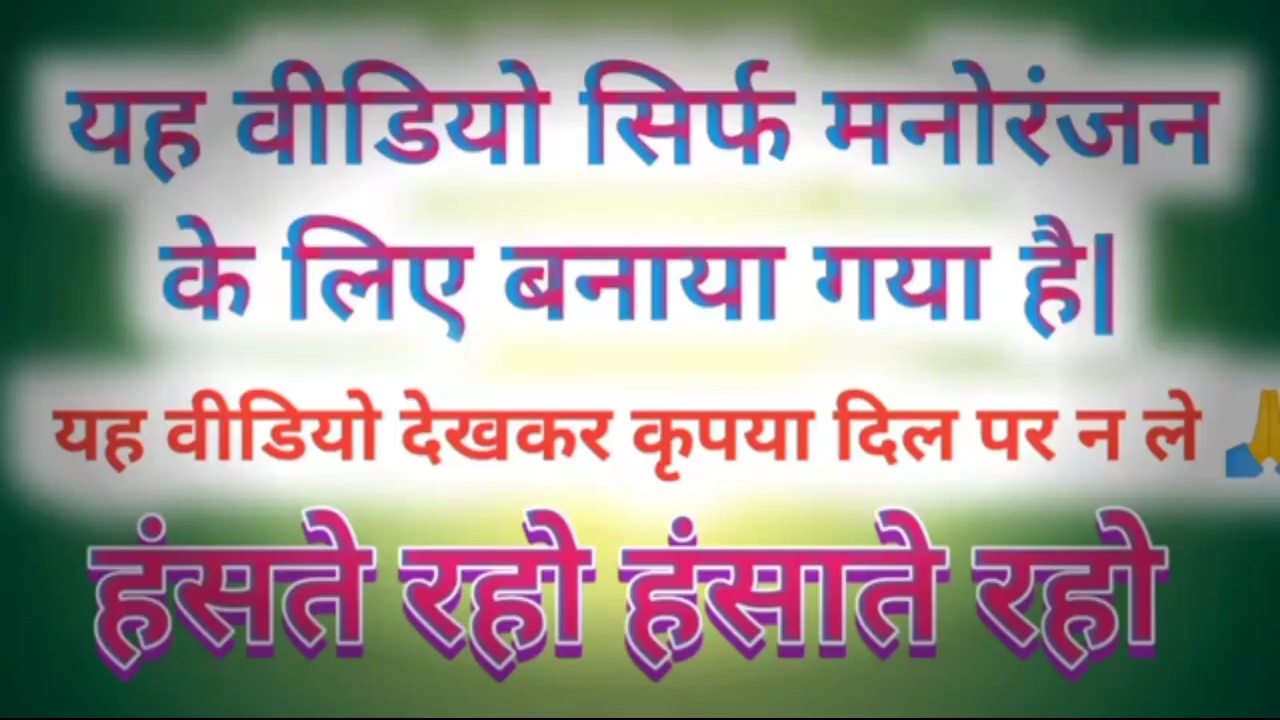 यह वीडियो सिर्फ मनोरंजन
के लिए बनाया गया है|
यह वीडियो देखकर कृपया दिल पर न ले 🙏
हंसते रहो हंसाते रहो